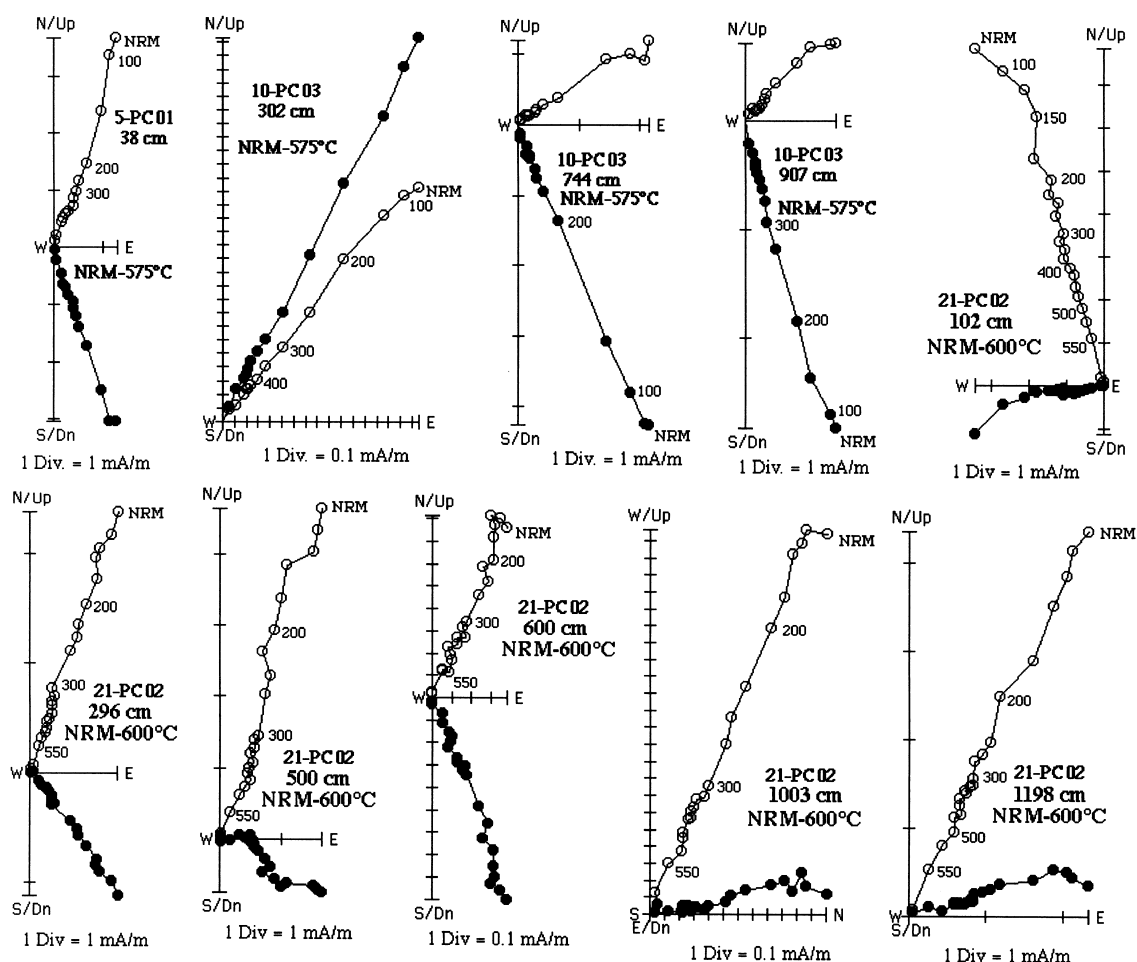 N/Up
NRM
100
5-PC01
38 cm
200
300
W
E
NRM-575°C
S/Dn
1 Div. = 1 mA/m
N/Up
10-PC03
302 cm
NRM-575°C
NRM
100
200
300
400
W
E
S/Dn
1 Div. = 0.1 mA/m
N/Up
W
E
10-PC03
744 cm
NRM-575°C
200
100
NRM
S/Dn
1 Div. = 1 mA/m
N/Up
W
E
10-PC03
907 cm
NRM-575°C
300
200
100
NRM
S/Dn
1 Div = 1 mA/m
NRM
N/Up
100
150
200
300
400
21-PC02
102 cm
500
NRM-600°C
550
W
S/Dn
1 Div = 1 mA/m
N/Up
NRM
200
300
21-PC02
296 cm
NRM-600°C
550
W
E
S/Dn
1 Div = 1 mA/m
N/Up
NRM
200
300
21-PC02
500 cm
NRM-600°C
550
W
E
S/Dn
1 Div = 1 mA/m
N/Up
NRM
200
21-PC02
600 cm
300
NRM-600°C
550
W
E
S/Dn
1 Div = 0.1 mA/m
W/Up
NRM
200
300
21-PC02
1003 cm
NRM-600°C
550
S
N
E/Dn
1 Div = 0.1 mA/m
N/Up
NRM
200
300
21-PC02
1198 cm
500
NRM-600°C
550
W
E
S/Dn
1 Div = 1 mA/m